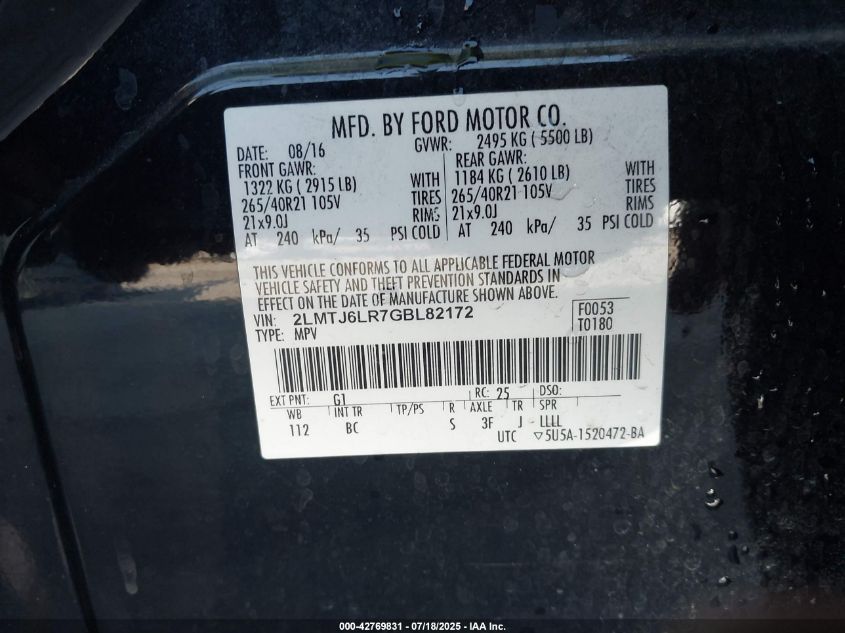 MFD. BY FORD MOTOR CO.
DATE: 08/16 GVWR: 2495 KG ( 5500 LB)
FRONT GAWR: REAR GAWR:
1322 KG ( 2915 LB) WITH 1184 KG ( 2610 LB) WITH
265/40R21 105V TIRES 265/40R21 105V TIRES
21x9.0J RIMS 21x9.0J RIMS
AT 240 kPa/ 35 PSI COLD AT 240 kPa/ 35 PSI COLD
THIS VEHICLE CONFORMS TO ALL APPLICABLE FEDERAL MOTOR
VEHICLE SAFETY AND THEFT PREVENTION STANDARDS IN
EFFECT ON THE DATE OF MANUFACTURE SHOWN ABOVE.
VIN: 2LMTJ6LR7GBL82172 F0053
TYPE: MPV T0180
EXT PNT: G1 RC: 25 DSO:
WB INT TR TP/PS R AXLE TR SPR
112 BC S 3F J LLLL
UTC ▽5U5A-1520472-BA
000-42769831 - 07/18/2025 - IAA Inc.